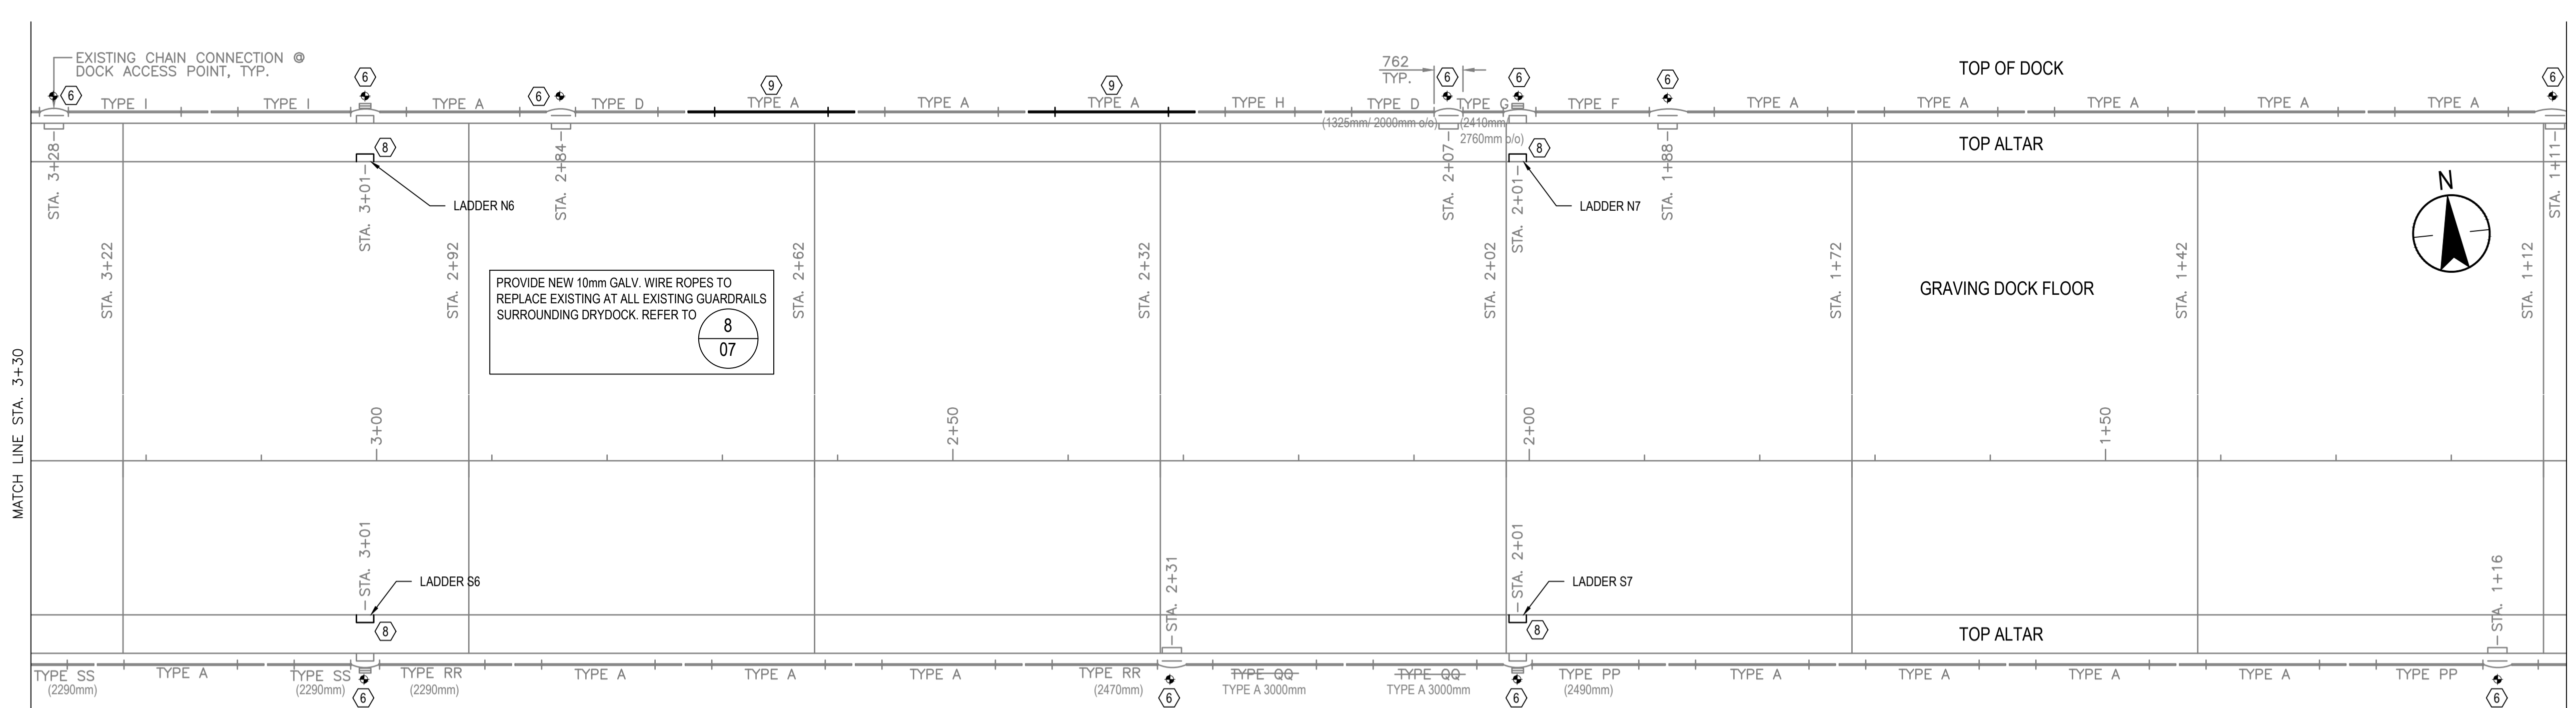 EXISTING CHAIN CONNECTION @
DOCK ACCESS POINT, TYP.
762
TYP.
TOP OF DOCK
6
6
6
9
9
6
6
6
6
TYPE I
TYPE I
TYPE A
TYPE D
TYPE A
TYPE A
TYPE A
TYPE H
TYPE D
TYPE G
TYPE F
TYPE A
TYPE A
TYPE A
TYPE A
TYPE A
(1325mm/ 2000mm o/o)
(2410mm
2760mm o/o)
TOP ALTAR
8
8
STA. 3+28
STA. 3+01
STA. 2+84
STA. 2+07
STA. 2+01
STA. 1+88
STA. 1+11
LADDER N6
LADDER N7
N
STA. 3+22
STA. 2+92
STA. 2+62
STA. 2+32
STA. 2+02
STA. 1+72
STA. 1+42
STA. 1+12
PROVIDE NEW 10mm GALV. WIRE ROPES TO
REPLACE EXISTING AT ALL EXISTING GUARDRAILS
SURROUNDING DRYDOCK. REFER TO
8
07
GRAVING DOCK FLOOR
MATCH LINE STA. 3+30
3+00
2+50
2+00
1+50
STA. 3+01
STA. 2+31
STA. 2+01
STA. 1+16
LADDER S6
LADDER S7
8
8
TOP ALTAR
TYPE SS
(2290mm)
TYPE A
TYPE SS
(2290mm)
TYPE RR
(2290mm)
TYPE A
TYPE A
TYPE A
TYPE RR
(2470mm)
TYPE QQ
TYPE A 3000mm
TYPE QQ
TYPE A 3000mm
TYPE PP
(2490mm)
TYPE A
TYPE A
TYPE A
TYPE A
TYPE PP
6
6
6
6